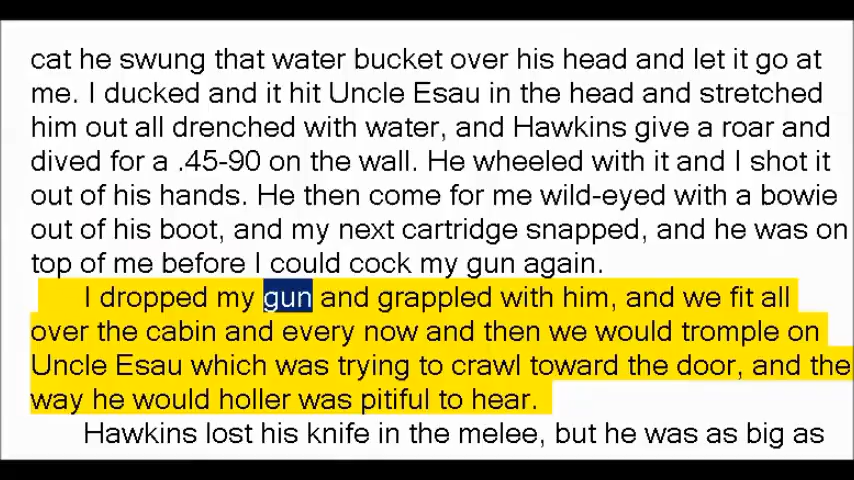 cat he swung that water bucket over his head and let it go at
me. I ducked and it hit Uncle Esau in the head and stretched
him out all drenched with water, and Hawkins give a roar and
dived for a .45-90 on the wall. He wheeled with it and I shot it
out of his hands. He then come for me wild-eyed with a bowie
out of his boot, and my next cartridge snapped, and he was on
top of me before I could cock my gun again.
I dropped my gun and grappled with him, and we fit all
over the cabin and every now and then we would tromple on
Uncle Esau which was trying to crawl toward the door, and the
way he would holler was pitiful to hear.
Hawkins lost his knife in the melee, but he was as big as